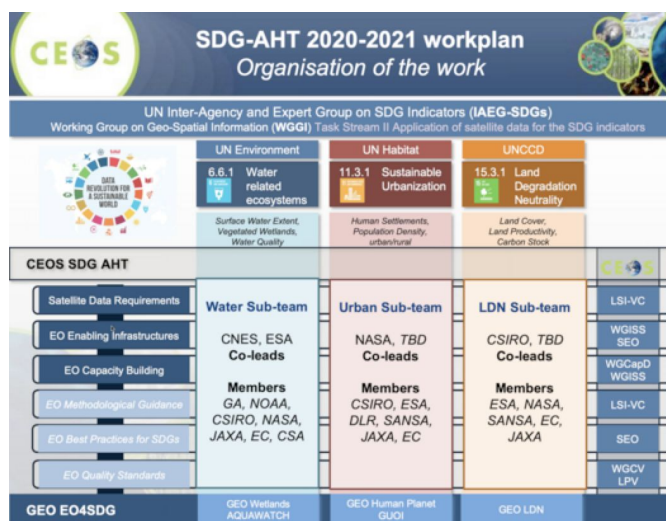 CEOS
SDG-AHT 2020-2021 workplan
Organisation of the work
UN Inter-Agency and Expert Group on SDG Indicators (IAEG-SDGs)
Working Group on Geo-Spatial Information (WGGI) Task Stream II Application of satellite data for the SDG indicators
DATA
REVOLUTION FOR
A SUSTAINABLE
WORLD
UN Environment
6.6.1 Water
related
ecosystems
Surface Water Extent,
Vegetated Wetlands,
Water Quality
UN Habitat
11.3.1 Sustainable
Urbanization
Human Settlements,
Population Density,
urban/rural
UNCCD
15.3.1 Land
Degradation
Neutrality
Land Cover,
Land Productivity,
Carbon Stock
CEOS SDG AHT
CEOS
Satellite Data Requirements
EO Enabling Infrastructures
EO Capacity Building
EO Methodological Guidance
EO Best Practices for SDGs
EO Quality Standards
Water Sub-team
CNES, ESA
Co-leads
Members
GA, NOAA,
CSIRO, NASA,
JAXA, EC, CSA
Urban Sub-team
NASA, TBD
Co-leads
Members
CSIRO, ESA,
DLR, SANSA,
JAXA, EC
LDN Sub-team
CSIRO, TBD
Co-leads
Members
ESA, NASA,
SANSA, EC,
JAXA
LSI-VC
WGISS
SEO
WGCapD
WGISS
LSI-VC
SEO
WGCV
LPV
GEO EO4SDG
GEO Wetlands
AQUAWATCH
GEO Human Planet
GUOI
GEO LDN